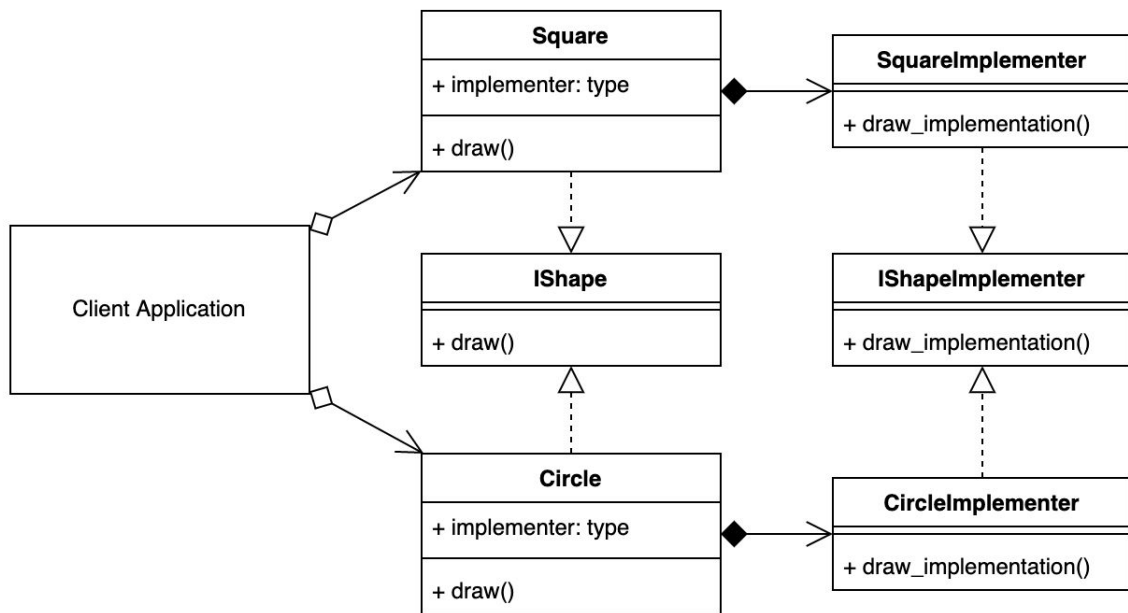 Square
+ implementer: type
+ draw()
SquareImplementer
+ draw_implementation()
Client Application
IShape
+ draw()
IShapeImplementer
+ draw_implementation()
Circle
+ implementer: type
+ draw()
CircleImplementer
+ draw_implementation()